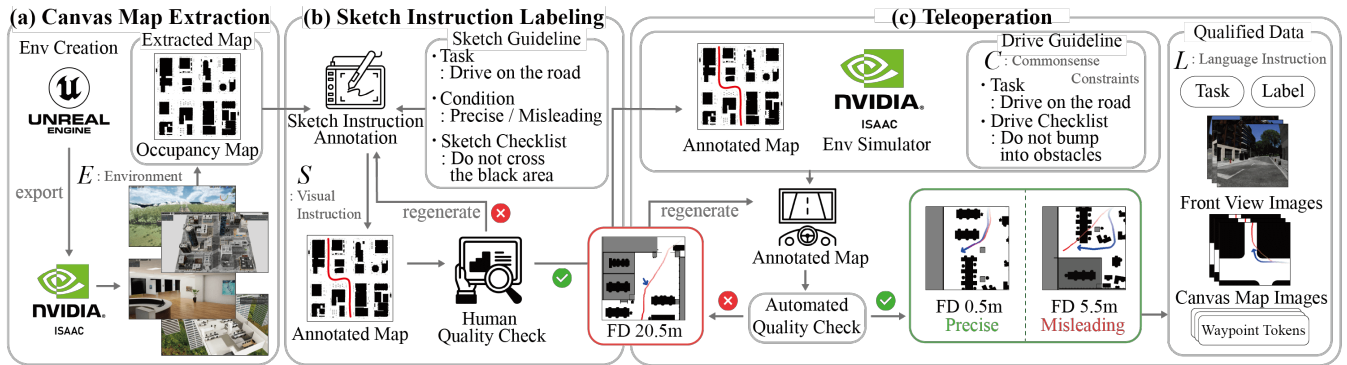 (a) Canvas Map Extraction
Env Creation
UNREAL
ENGINE
export
NVIDIA.
ISAAC
Extracted Map
Occupancy Map
E : Environment
(b) Sketch Instruction Labeling
Sketch Instruction
Annotation
Sketch Guideline
· Task
: Drive on the road
· Condition
: Precise / Misleading
· Sketch Checklist
: Do not cross
the black area
S
: Visual
Instruction
regenerate
Annotated Map
Human
Quality Check
FD 20.5m
(c) Teleoperation
Annotated Map
NVIDIA.
ISAAC
Env Simulator
Drive Guideline
C : Commonsense
Constraints
· Task
: Drive on the road
· Drive Checklist
: Do not bump
into obstacles
regenerate
Annotated Map
Automated
Quality Check
FD 0.5m
Precise
FD 5.5m
Misleading
Qualified Data
L : Language Instruction
Task
Label
Front View Images
Canvas Map Images
Waypoint Tokens